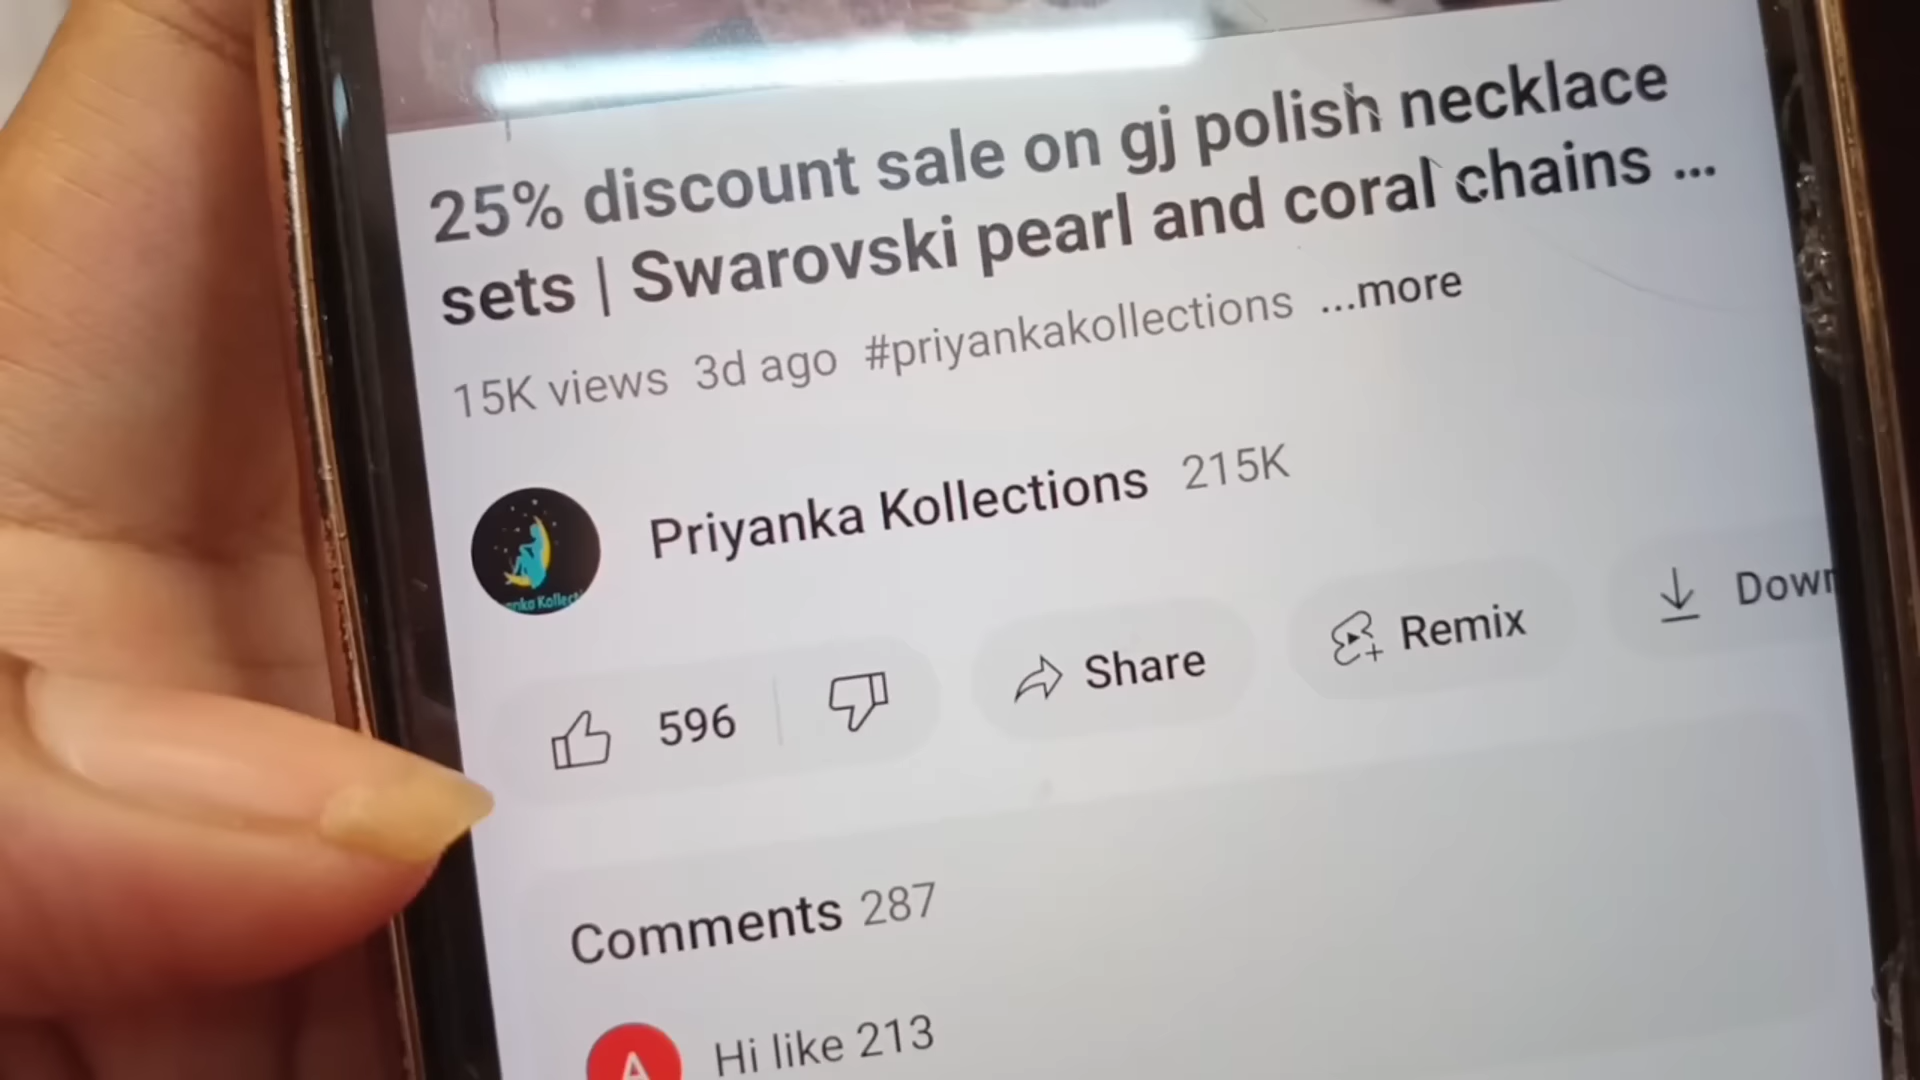 25% discount sale on gj polish necklace
sets | Swarovski pearl and coral chains ...
15K views 3d ago #priyankakollections ...more
Priyanka Kollections 215K
596 Share Remix Down
Comments 287
A Hi like 213